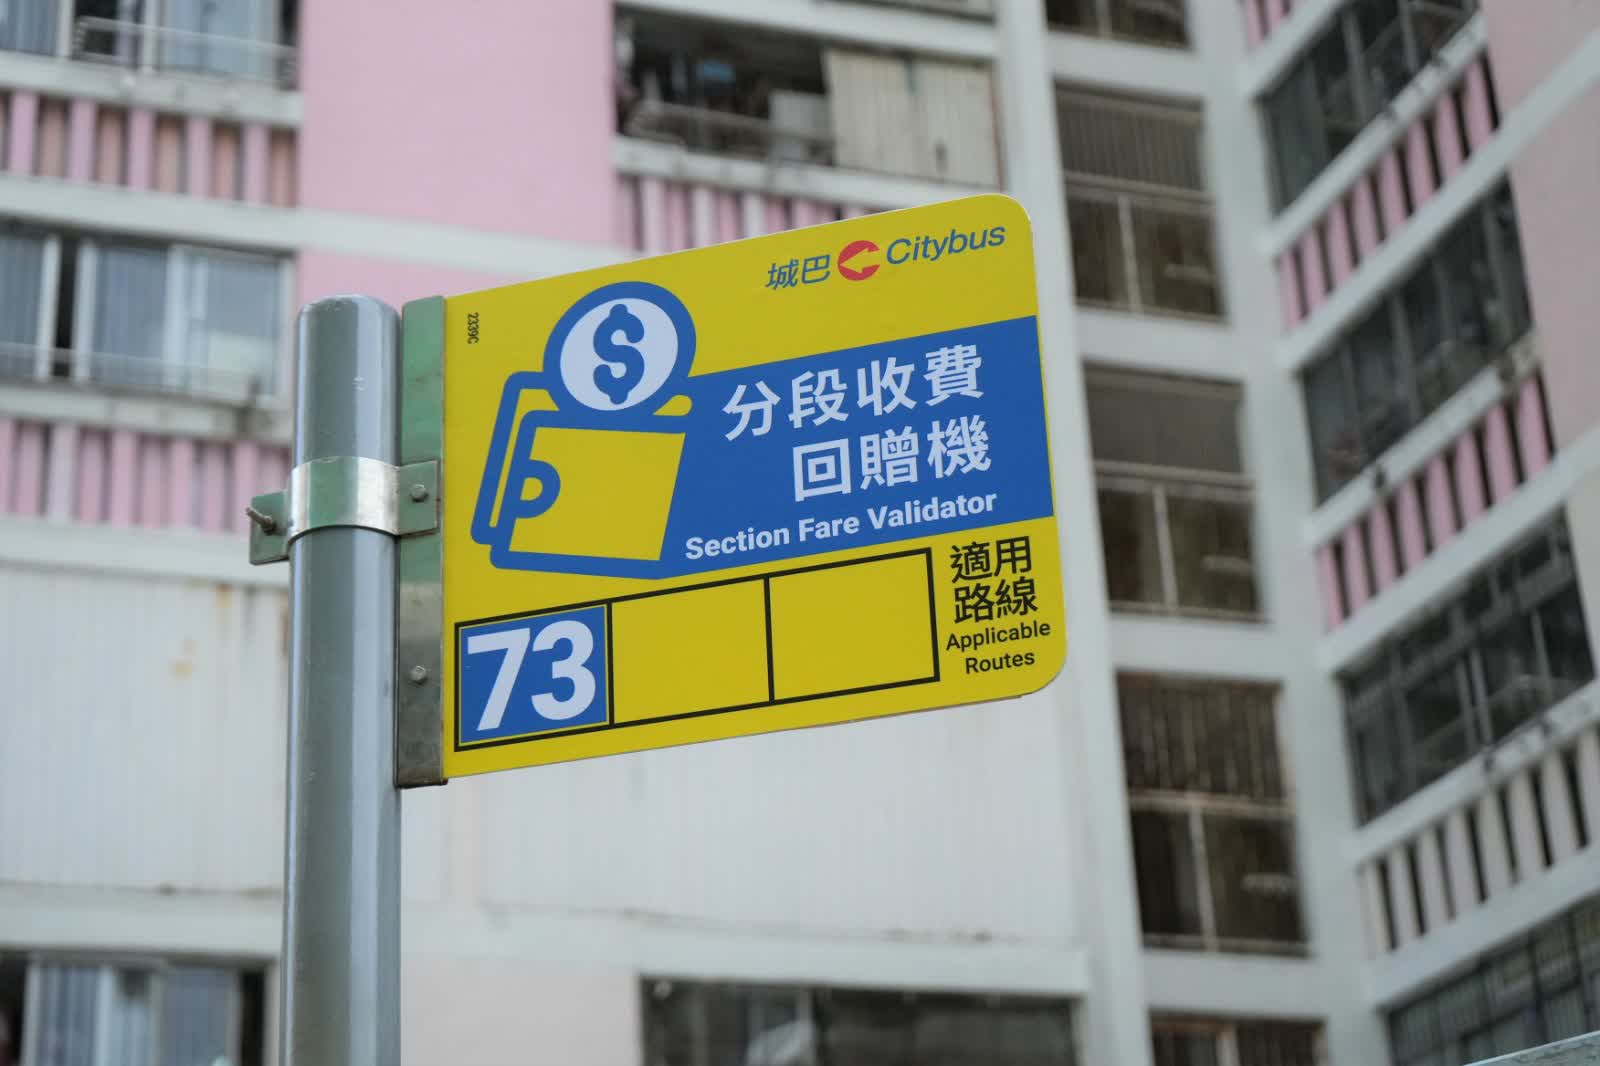 城巴 Citybus
2339C
$
分段收費
回贈機
Section Fare Validator
73
適用
路線
Applicable
Routes